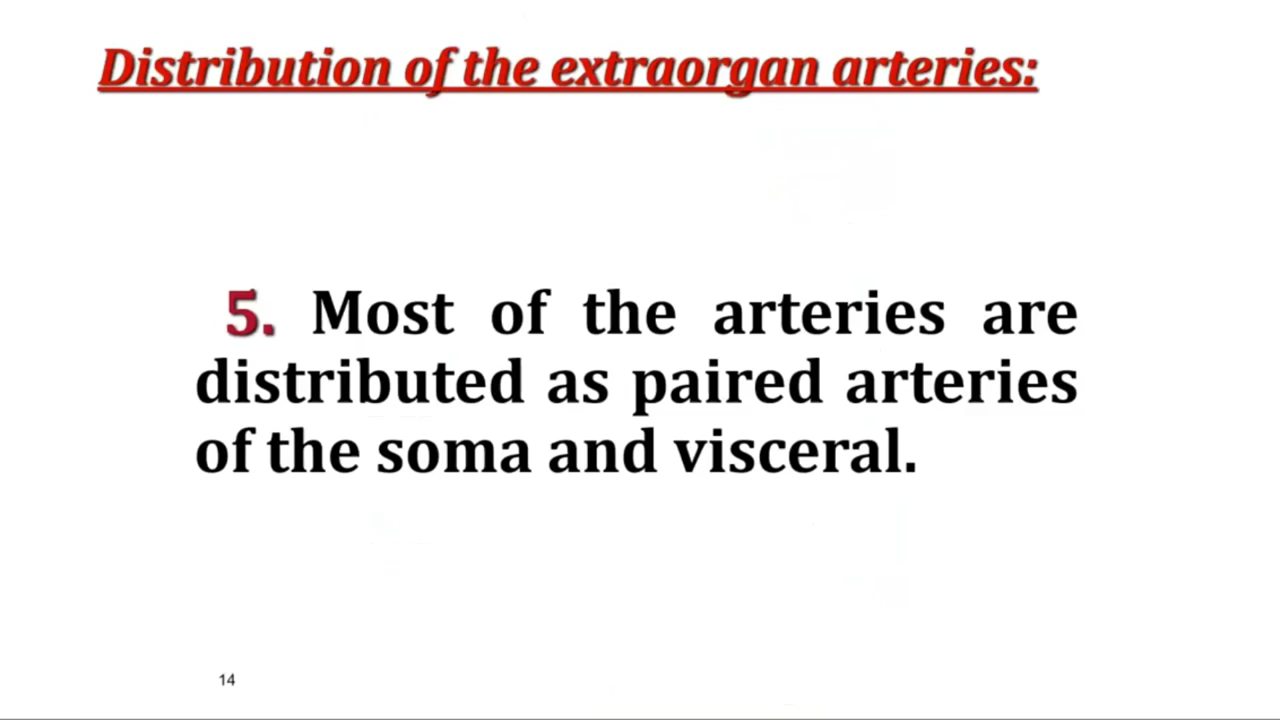 Distribution of the extraorgan arteries:
5. Most of the arteries are
distributed as paired arteries
of the soma and visceral.
14